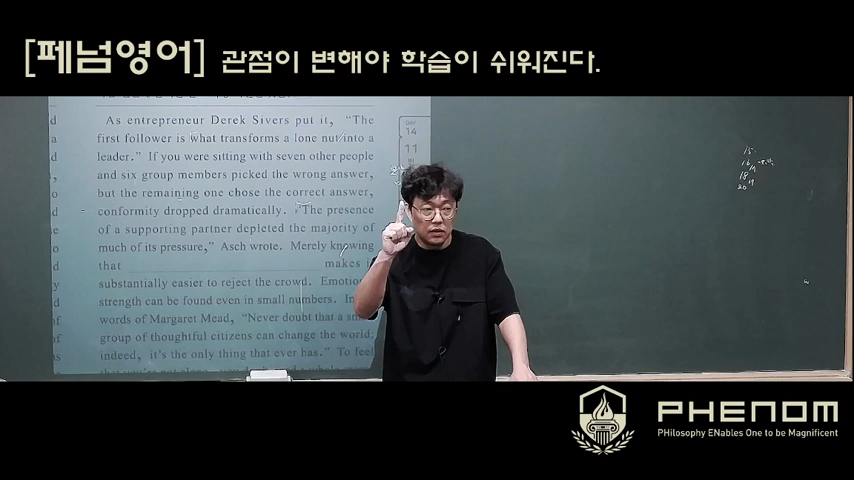 [페넘영어] 관점이 변해야 학습이 쉬워진다.
As entrepreneur Derek Sivers put it, "The
first follower is what transforms a lone nut into a
leader." If you were sitting with seven other people
and six group members picked the wrong answer,
but the remaining one chose the correct answer,
conformity dropped dramatically. "The presence
of a supporting partner depleted the majority of
much of its pressure," Asch wrote. Merely knowing
that makes i
substantially easier to reject the crowd. Emotio
strength can be found even in small numbers. In
words of Margaret Mead, "Never doubt that a sma
group of thoughtful citizens can change the world;
indeed, it's the only thing that ever has." To feel
DAY
14
11
15
16
18
20
PHENOM
PHilosophy ENables One to be Magnificent